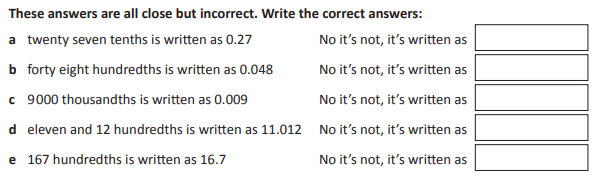 These answers are all close but incorrect. Write the correct answers:
a twenty seven tenths is written as 0.27 No it's not, it's written as
b forty eight hundredths is written as 0.048 No it's not, it's written as
c 9000 thousandths is written as 0.009 No it's not, it's written as
d eleven and 12 hundredths is written as 11.012 No it's not, it's written as
e 167 hundredths is written as 16.7 No it's not, it's written as